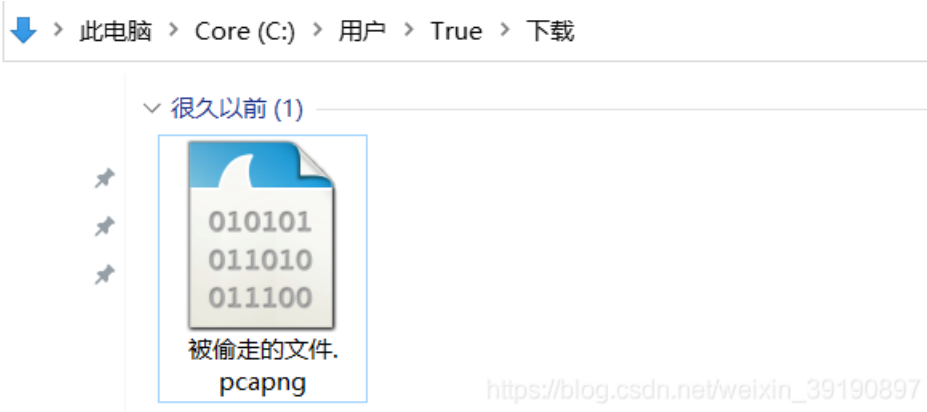 此电脑 > Core (C:) > 用户 > True > 下载
很久以前 (1)
010101
011010
011100
被偷走的文件.
pcapng
https://blog.csdn.net/weixin_39190897